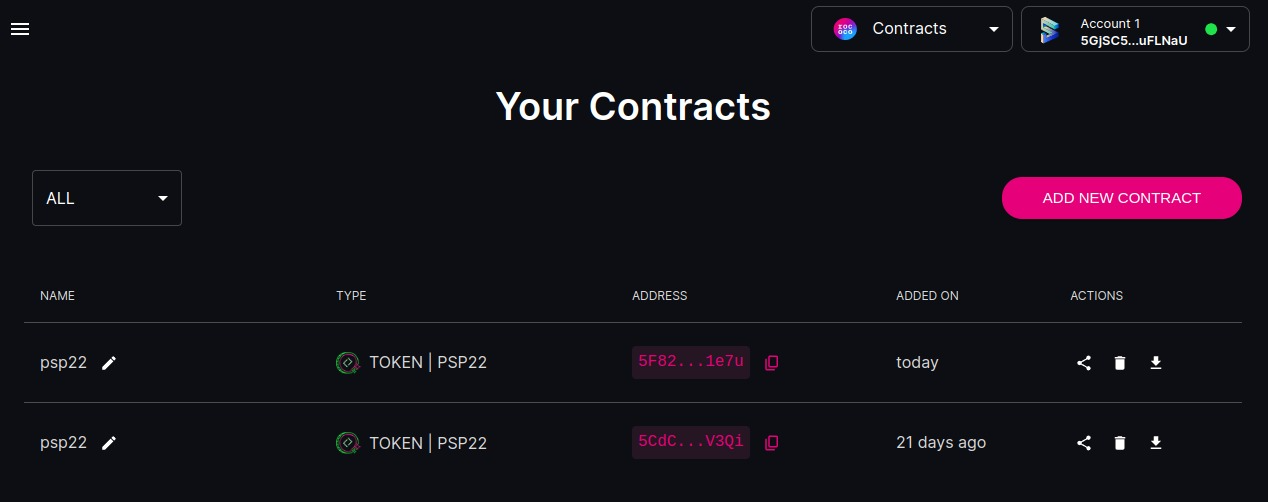 Contracts
Account 1
5GjSC5...uFLNaU
Your Contracts
ALL
ADD NEW CONTRACT
NAME TYPE ADDRESS ADDED ON ACTIONS
psp22 TOKEN | PSP22 5F82...1e7u today
psp22 TOKEN | PSP22 5CdC...V3Qi 21 days ago